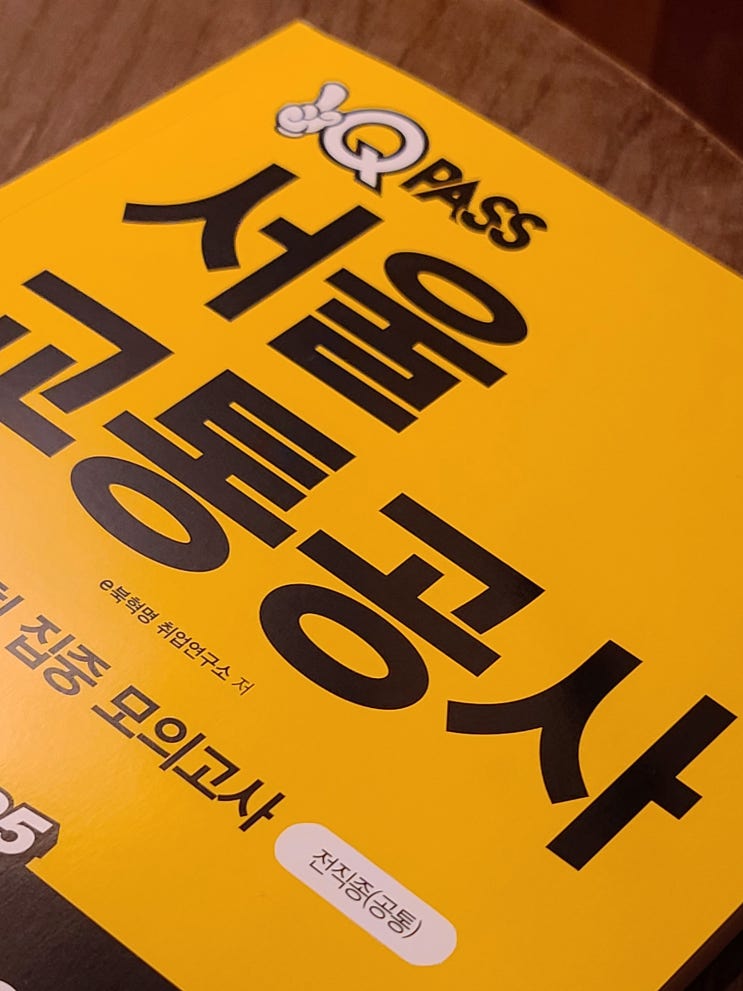 Q PASS
서울
교통공사
e북혁명 취업연구소 저
집중 모의고사
전직종(공통)